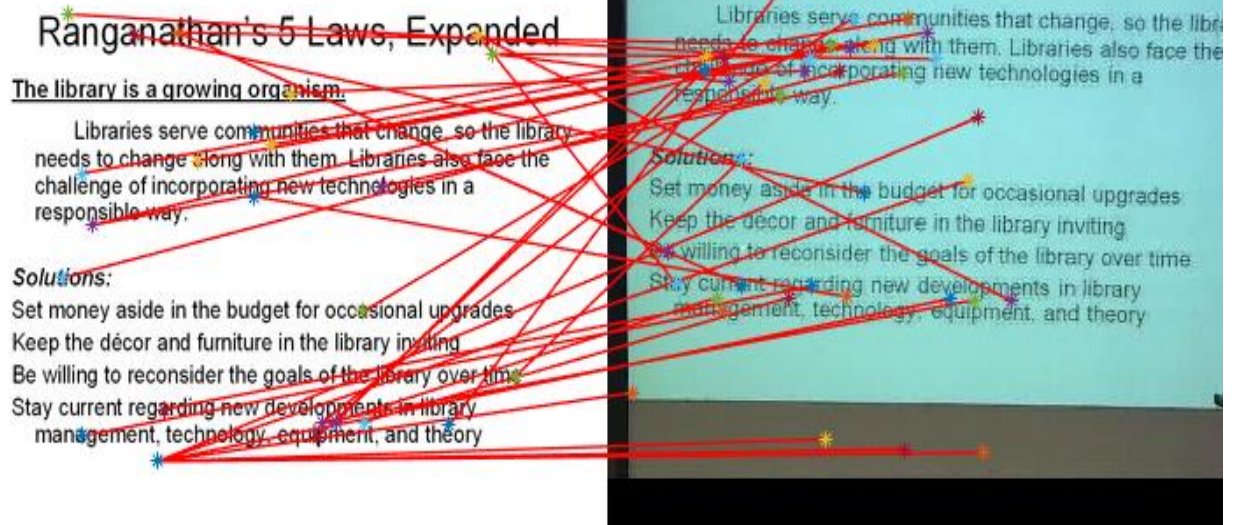 Ranganathan's 5 Laws, Expanded
The library is a growing organism.
Libraries serve communities that change, so the library
needs to change along with them. Libraries also face the
challenge of incorporating new technologies in a
responsible way.
Solutions:
Set money aside in the budget for occasional upgrades
Keep the décor and furniture in the library inviting
Be willing to reconsider the goals of the library over time
Stay current regarding new developments in library
management, technology, equipment, and theory
Libraries serve communities that change, so the libra
needs to change along with them. Libraries also face the
challenge of incorporating new technologies in a
responsible way.
Solutions:
Set money aside in the budget for occasional upgrades
Keep the décor and furniture in the library inviting
willing to reconsider the goals of the library over time
Stay current regarding new developments in library
management, technology, equipment, and theory